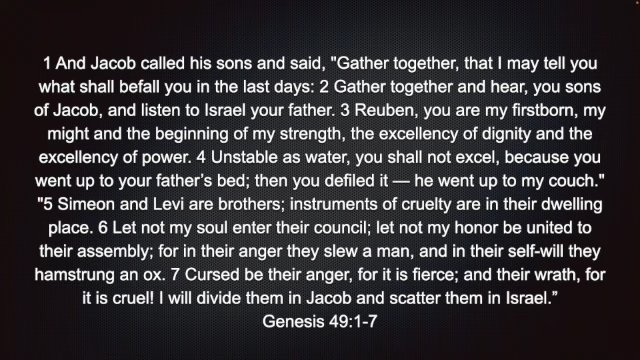 1 And Jacob called his sons and said, "Gather together, that I may tell you
what shall befall you in the last days: 2 Gather together and hear, you sons
of Jacob, and listen to Israel your father. 3 Reuben, you are my firstborn, my
might and the beginning of my strength, the excellency of dignity and the
excellency of power. 4 Unstable as water, you shall not excel, because you
went up to your father’s bed; then you defiled it — he went up to my couch."
"5 Simeon and Levi are brothers; instruments of cruelty are in their dwelling
place. 6 Let not my soul enter their council; let not my honor be united to
their assembly; for in their anger they slew a man, and in their self-will they
hamstrung an ox. 7 Cursed be their anger, for it is fierce; and their wrath, for
it is cruel! I will divide them in Jacob and scatter them in Israel.”
Genesis 49:1-7